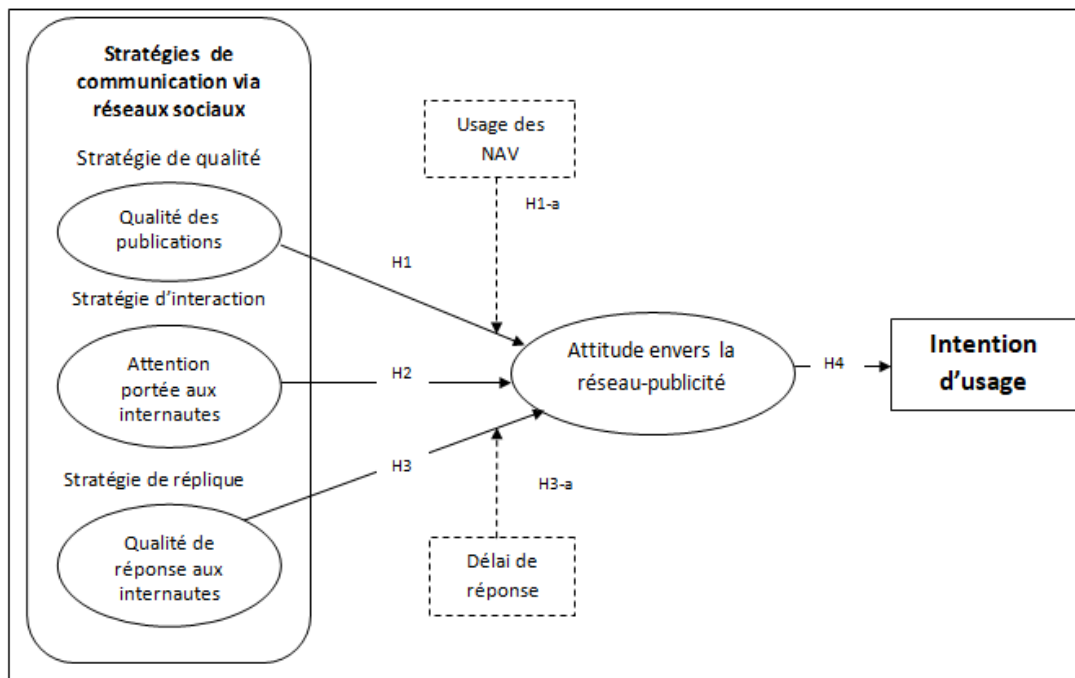 Stratégies de
communication via
réseaux sociaux
Stratégie de qualité
Qualité des
publications
Stratégie d’interaction
Attention
portée aux
internautes
Stratégie de réplique
Qualité de
réponse aux
internautes
Usage des
NAV
H1-a
H1
H2
H3
H3-a
Délai de
réponse
Attitude envers la
réseau-publicité
H4
Intention
d’usage